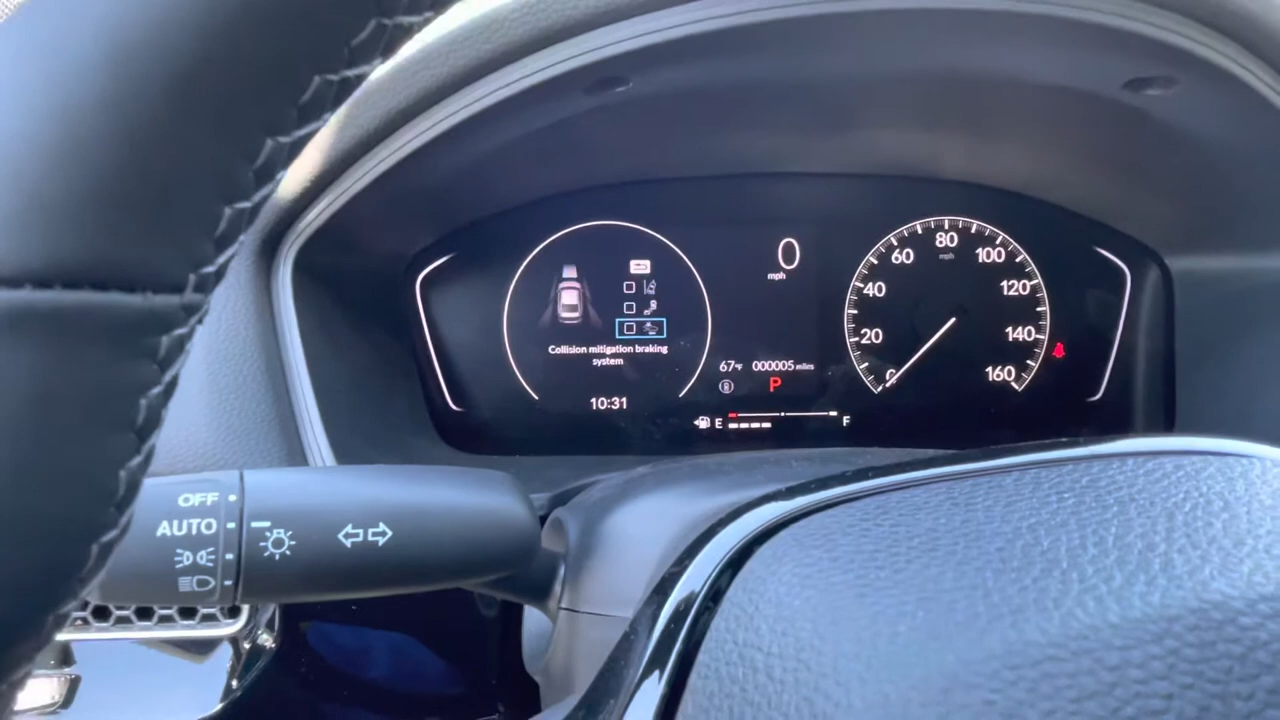 0
mph
Collision mitigation braking
system
10:31
67°F 000005 miles
P
E F
0 20 40 60 80 100 120 140 160
mph
OFF
AUTO